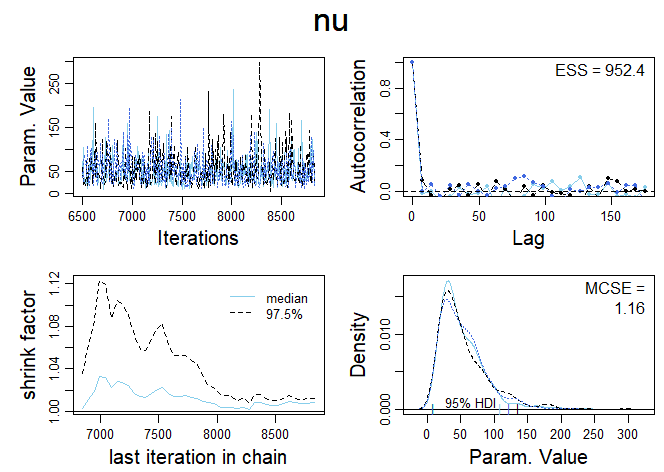 nu
Param. Value
0 50 150 250
6500 7000 7500 8000 8500
Iterations
Autocorrelation
0.0 0.4 0.8
ESS = 952.4
0 50 100 150
Lag
shrink factor
1.00 1.04 1.08 1.12
median
97.5%
7000 7500 8000 8500
last iteration in chain
Density
0.000 0.010
MCSE =
1.16
95% HDI
0 50 100 150 200 250 300
Param. Value